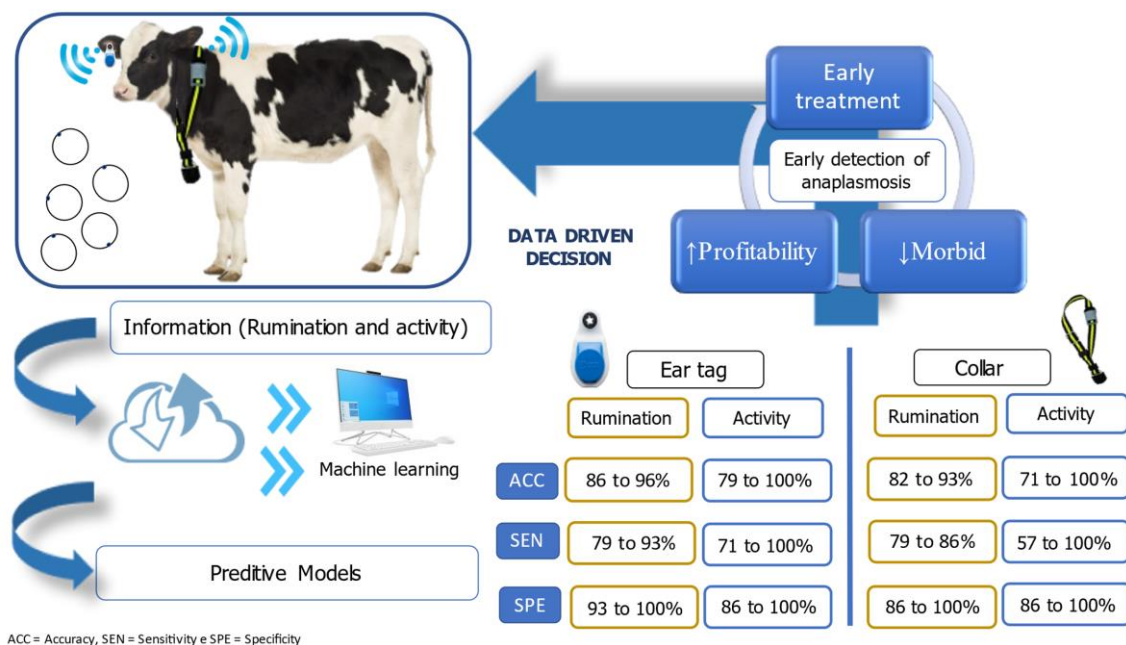 Early
treatment
Early detection of
anaplasmosis
↑Profitability
↓Morbid
DATA DRIVEN
DECISION
Information (Rumination and activity)
Machine learning
Preditive Models
Ear tag
Collar
Rumination
Activity
Rumination
Activity
ACC
86 to 96%
79 to 100%
82 to 93%
71 to 100%
SEN
79 to 93%
71 to 100%
79 to 86%
57 to 100%
SPE
93 to 100%
86 to 100%
86 to 100%
86 to 100%
ACC = Accuracy, SEN = Sensitivity e SPE = Specificity